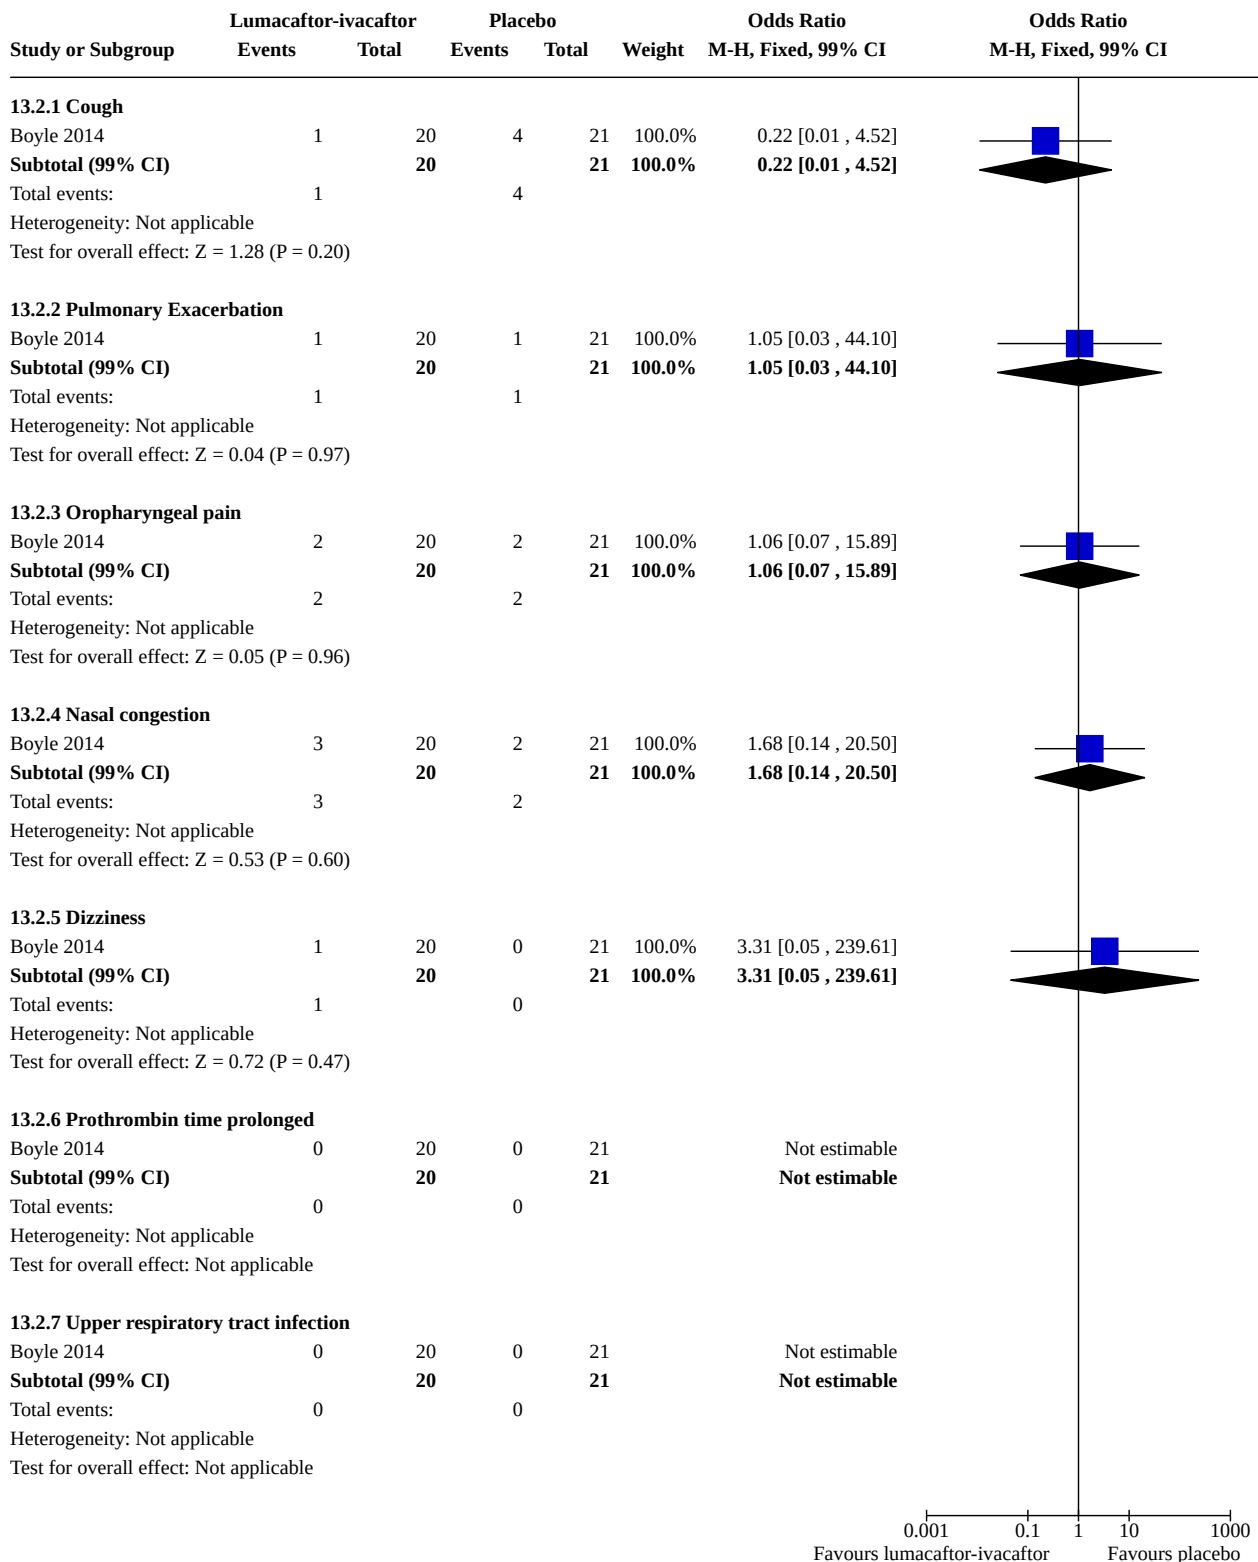 Lumacaftor-ivacaftor Placebo Odds Ratio Odds Ratio
Study or Subgroup Events Total Events Total Weight M-H, Fixed, 99% CI M-H, Fixed, 99% CI
13.2.1 Cough
Boyle 2014 1 20 4 21 100.0% 0.22 [0.01 , 4.52]
Subtotal (99% CI) 20 21 100.0% 0.22 [0.01 , 4.52]
Total events: 1 4
Heterogeneity: Not applicable
Test for overall effect: Z = 1.28 (P = 0.20)
13.2.2 Pulmonary Exacerbation
Boyle 2014 1 20 1 21 100.0% 1.05 [0.03 , 44.10]
Subtotal (99% CI) 20 21 100.0% 1.05 [0.03 , 44.10]
Total events: 1 1
Heterogeneity: Not applicable
Test for overall effect: Z = 0.04 (P = 0.97)
13.2.3 Oropharyngeal pain
Boyle 2014 2 20 2 21 100.0% 1.06 [0.07 , 15.89]
Subtotal (99% CI) 20 21 100.0% 1.06 [0.07 , 15.89]
Total events: 2 2
Heterogeneity: Not applicable
Test for overall effect: Z = 0.05 (P = 0.96)
13.2.4 Nasal congestion
Boyle 2014 3 20 2 21 100.0% 1.68 [0.14 , 20.50]
Subtotal (99% CI) 20 21 100.0% 1.68 [0.14 , 20.50]
Total events: 3 2
Heterogeneity: Not applicable
Test for overall effect: Z = 0.53 (P = 0.60)
13.2.5 Dizziness
Boyle 2014 1 20 0 21 100.0% 3.31 [0.05 , 239.61]
Subtotal (99% CI) 20 21 100.0% 3.31 [0.05 , 239.61]
Total events: 1 0
Heterogeneity: Not applicable
Test for overall effect: Z = 0.72 (P = 0.47)
13.2.6 Prothrombin time prolonged
Boyle 2014 0 20 0 21 Not estimable
Subtotal (99% CI) 20 21 Not estimable
Total events: 0 0
Heterogeneity: Not applicable
Test for overall effect: Not applicable
13.2.7 Upper respiratory tract infection
Boyle 2014 0 20 0 21 Not estimable
Subtotal (99% CI) 20 21 Not estimable
Total events: 0 0
Heterogeneity: Not applicable
Test for overall effect: Not applicable
0.001 0.1 1 10 1000
Favours lumacaftor-ivacaftor Favours placebo